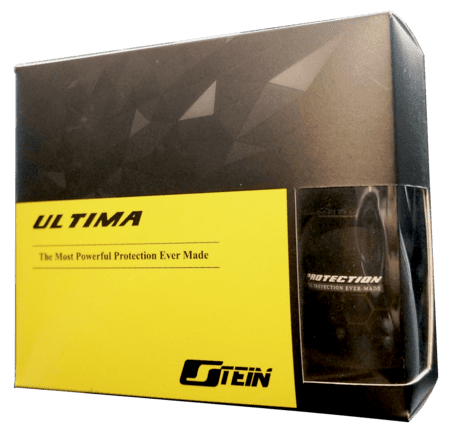 ULTIMA
The Most Powerful Protection Ever Made
PROTECTION
PROTECTION EVER MADE
STEIN